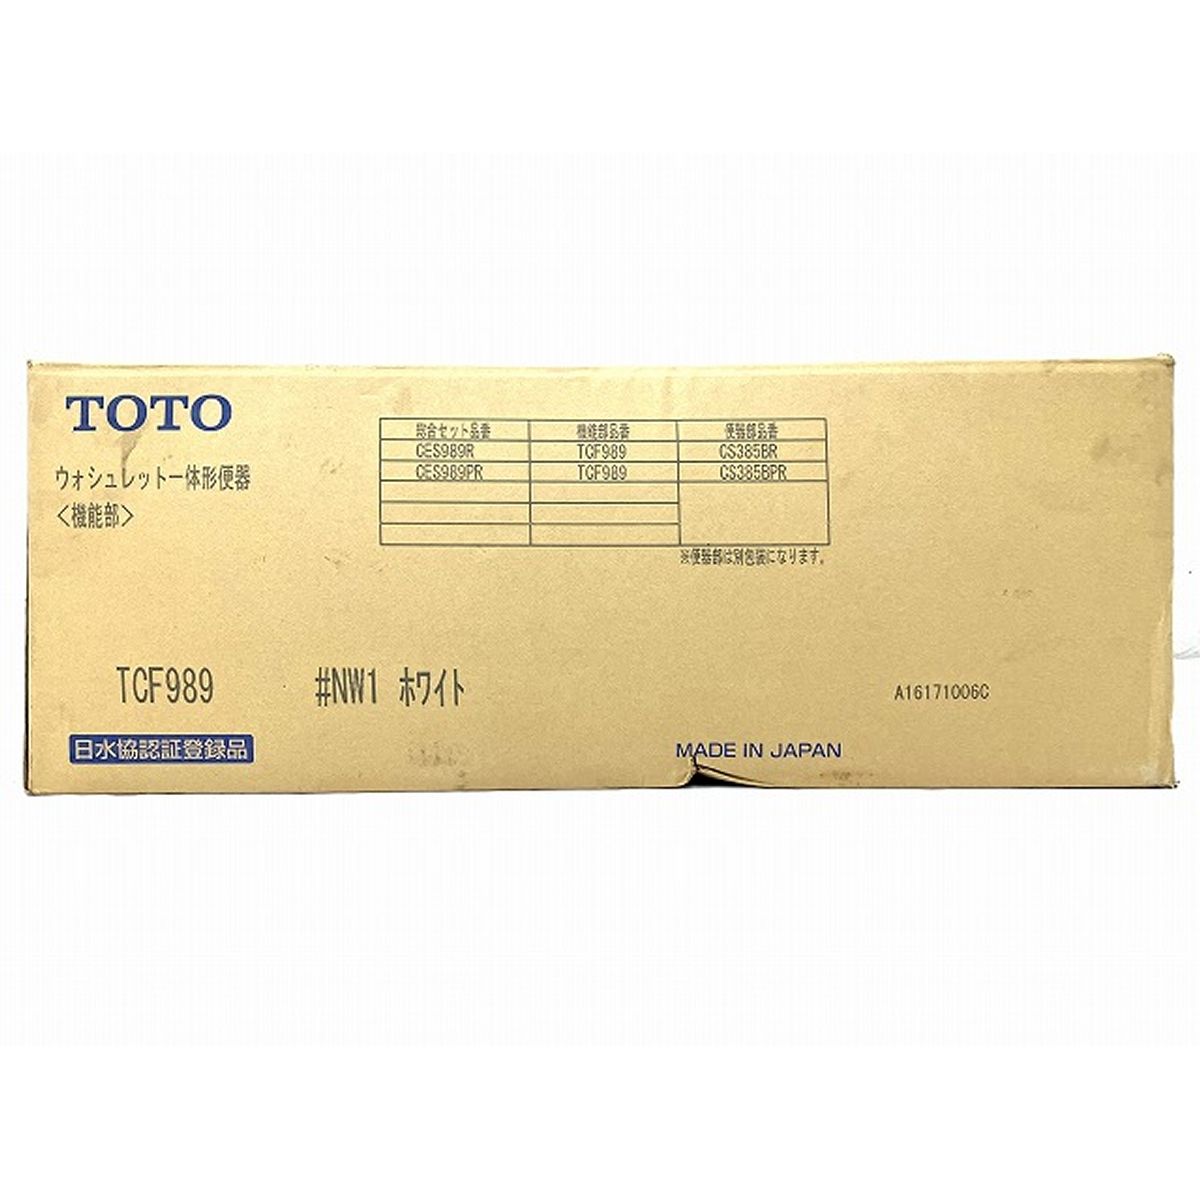 TOTO
ウォシュレット一体形便器
<機能部>
総合セット品番 機能部品番 便器部品番
CES989R TCF989 CS385BR
CES989PR TCF989 CS385BPR
※便器部は別包装になります。
TCF989 #NW1 ホワイト
A16171006C
日水協認証登録品
MADE IN JAPAN